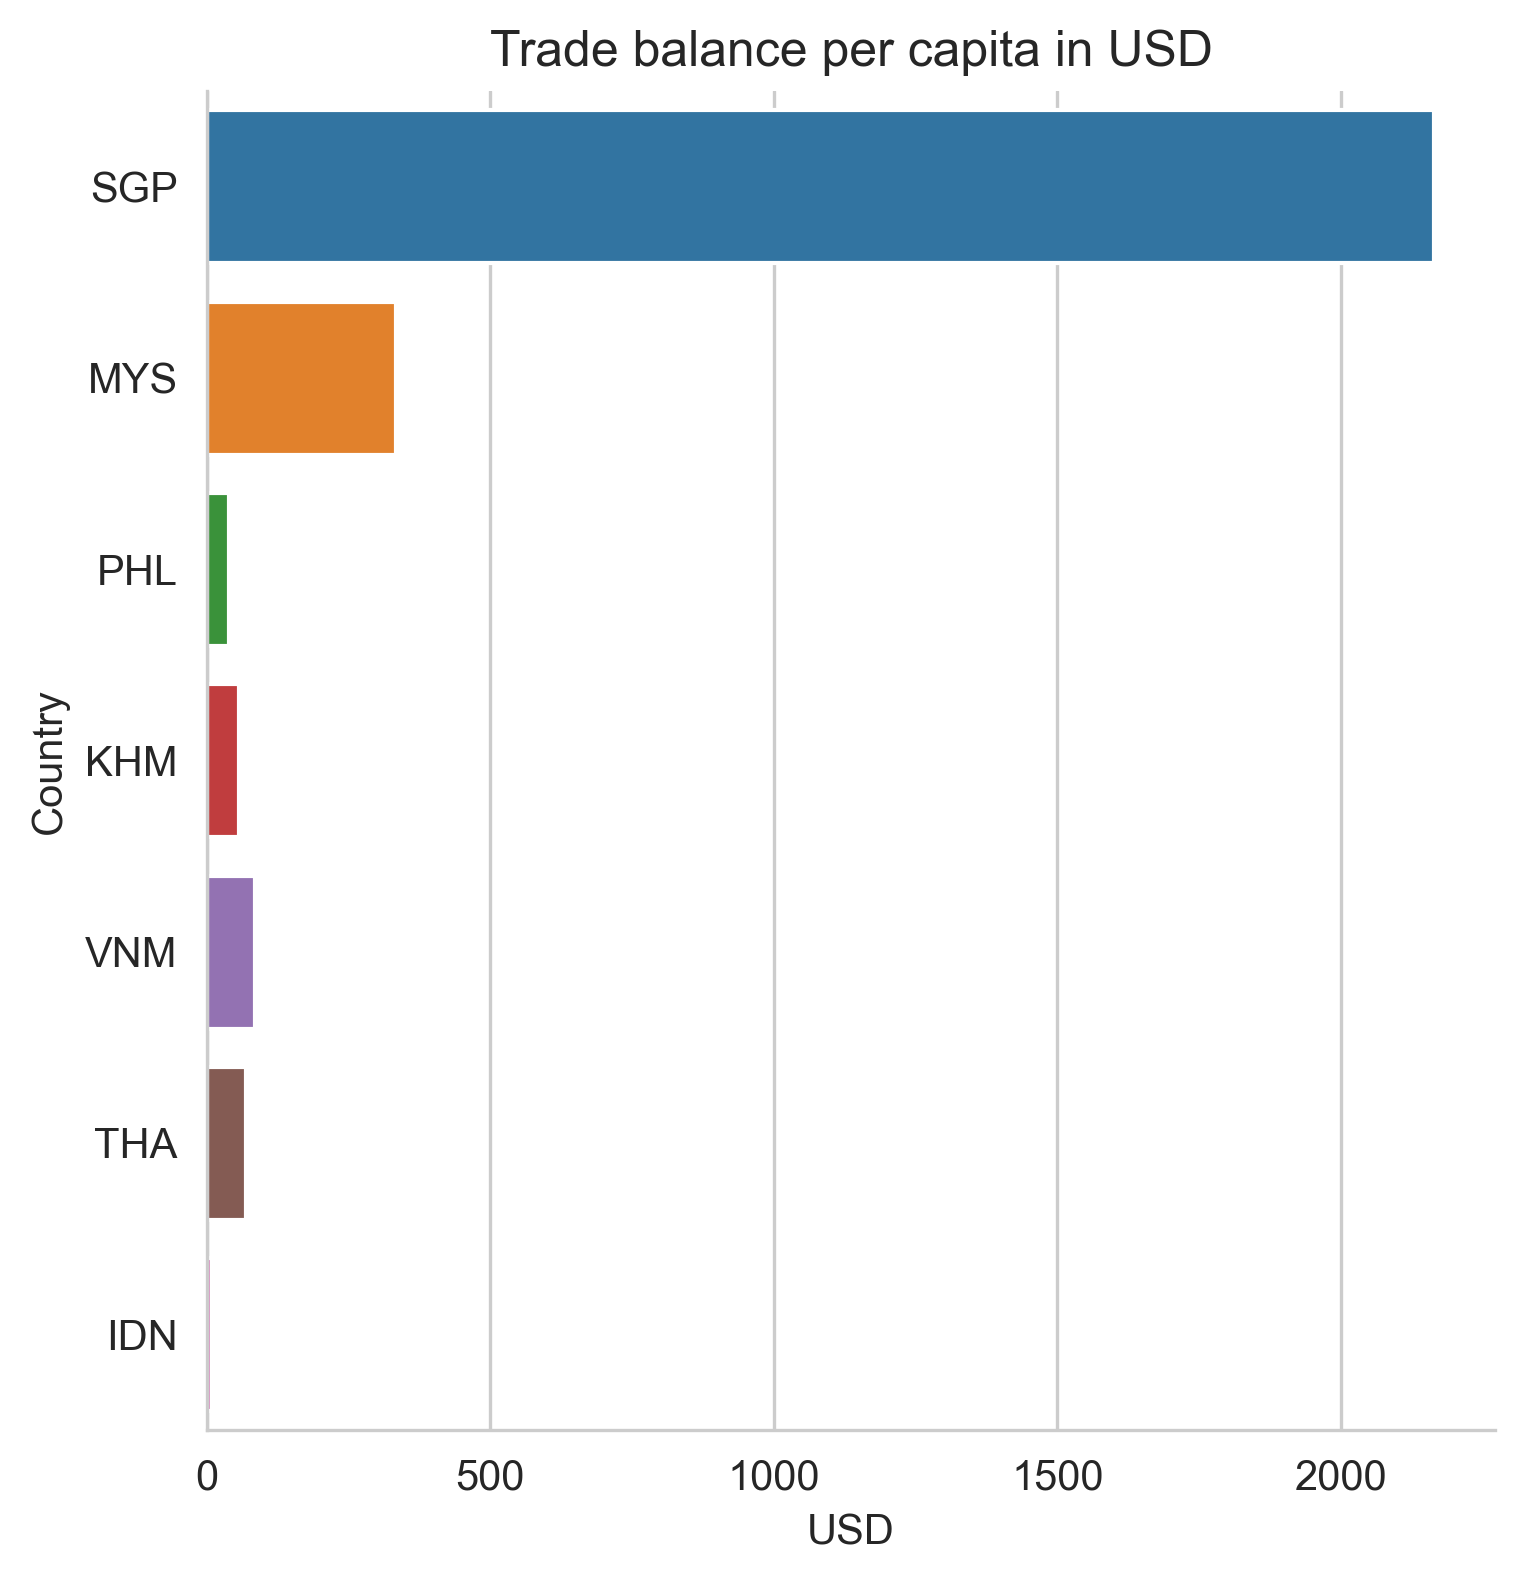 Trade balance per capita in USD
SGP
MYS
PHL
KHM
VNM
THA
IDN
Country
0 500 1000 1500 2000
USD